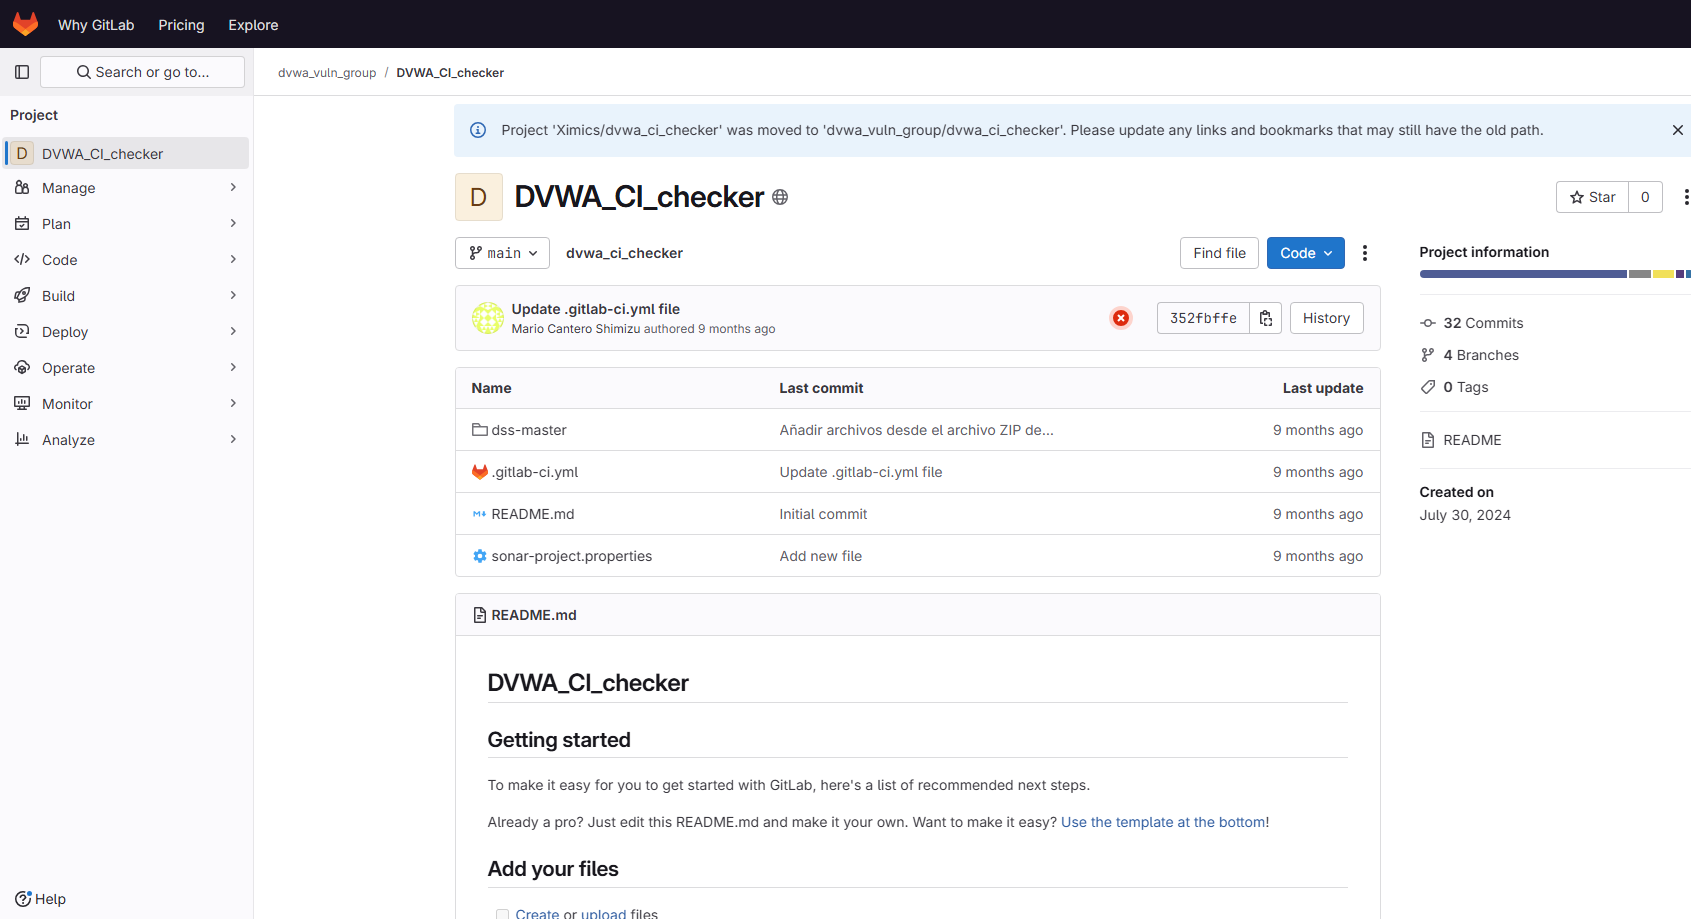 Why GitLab Pricing Explore
Search or go to...
dvwa_vuln_group / DVWA_CI_checker
Project
D DVWA_CI_checker
Manage
Plan
Code
Build
Deploy
Operate
Monitor
Analyze
Help
Project 'Ximics/dvwa_ci_checker' was moved to 'dvwa_vuln_group/dvwa_ci_checker'. Please update any links and bookmarks that may still have the old path.
D DVWA_CI_checker
Star 0
main dvwa_ci_checker
Find file Code
Update .gitlab-ci.yml file
Mario Cantero Shimizu authored 9 months ago
352fbffe History
Name Last commit Last update
dss-master Añadir archivos desde el archivo ZIP de... 9 months ago
.gitlab-ci.yml Update .gitlab-ci.yml file 9 months ago
README.md Initial commit 9 months ago
sonar-project.properties Add new file 9 months ago
README.md
DVWA_CI_checker
Getting started
To make it easy for you to get started with GitLab, here's a list of recommended next steps.
Already a pro? Just edit this README.md and make it your own. Want to make it easy? Use the template at the bottom!
Add your files
Create or upload files
Project information
32 Commits
4 Branches
0 Tags
README
Created on
July 30, 2024